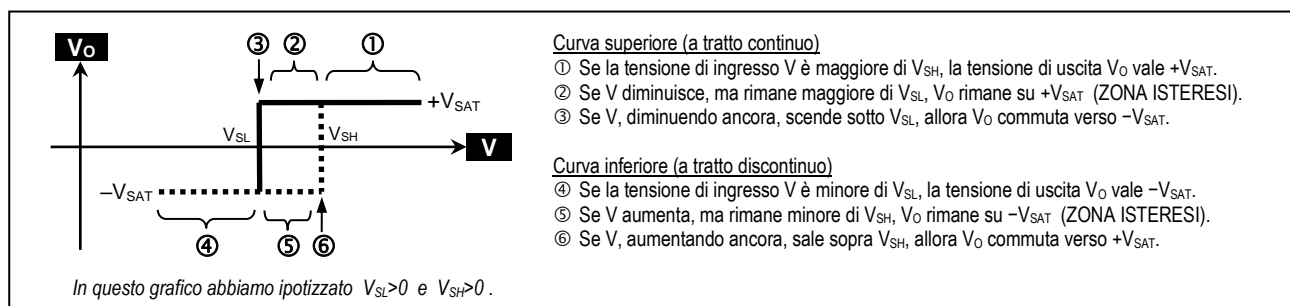 VO
③ ② ①
+VSAT
VSL VSH
V
−VSAT
④ ⑤ ⑥
In questo grafico abbiamo ipotizzato VSL>0 e VSH>0 .
Curva superiore (a tratto continuo)
① Se la tensione di ingresso V è maggiore di VSH, la tensione di uscita VO vale +VSAT.
② Se V diminuisce, ma rimane maggiore di VSL, VO rimane su +VSAT (ZONA ISTERESI).
③ Se V, diminuendo ancora, scende sotto VSL, allora VO commuta verso −VSAT.
Curva inferiore (a tratto discontinuo)
④ Se la tensione di ingresso V è minore di VSL, la tensione di uscita VO vale −VSAT.
⑤ Se V aumenta, ma rimane minore di VSH, VO rimane su −VSAT (ZONA ISTERESI).
⑥ Se V, aumentando ancora, sale sopra VSH, allora VO commuta verso +VSAT.